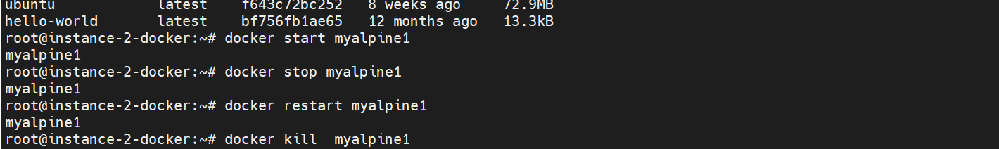 ubuntu latest f643c72bc252 8 weeks ago 72.9MB
hello-world latest bf756fb1ae65 12 months ago 13.3kB
root@instance-2-docker:~# docker start myalpine1
myalpine1
root@instance-2-docker:~# docker stop myalpine1
myalpine1
root@instance-2-docker:~# docker restart myalpine1
myalpine1
root@instance-2-docker:~# docker kill  myalpine1